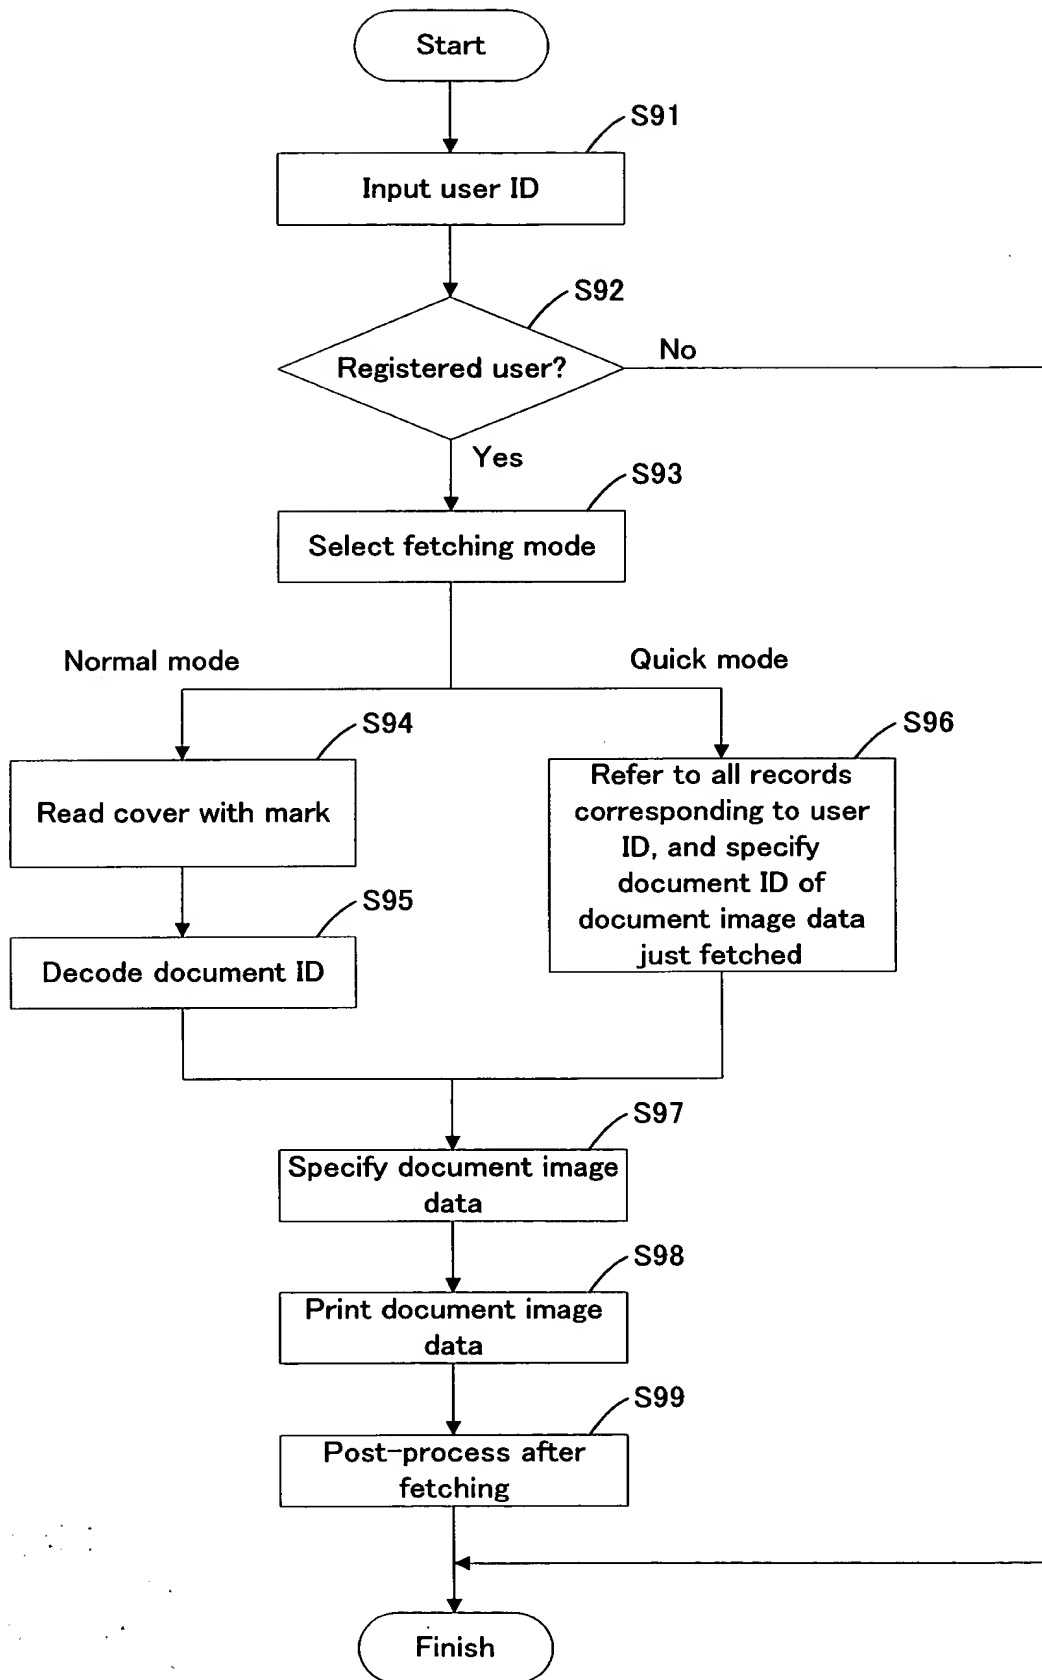 Start
S91
Input user ID
S92
Registered user?
No
Yes
S93
Select fetching mode
Normal mode
Quick mode
S94
Read cover with mark
S95
Decode document ID
S96
Refer to all records
corresponding to user
ID, and specify
document ID of
document image data
just fetched
S97
Specify document image
data
S98
Print document image
data
S99
Post-process after
fetching
Finish